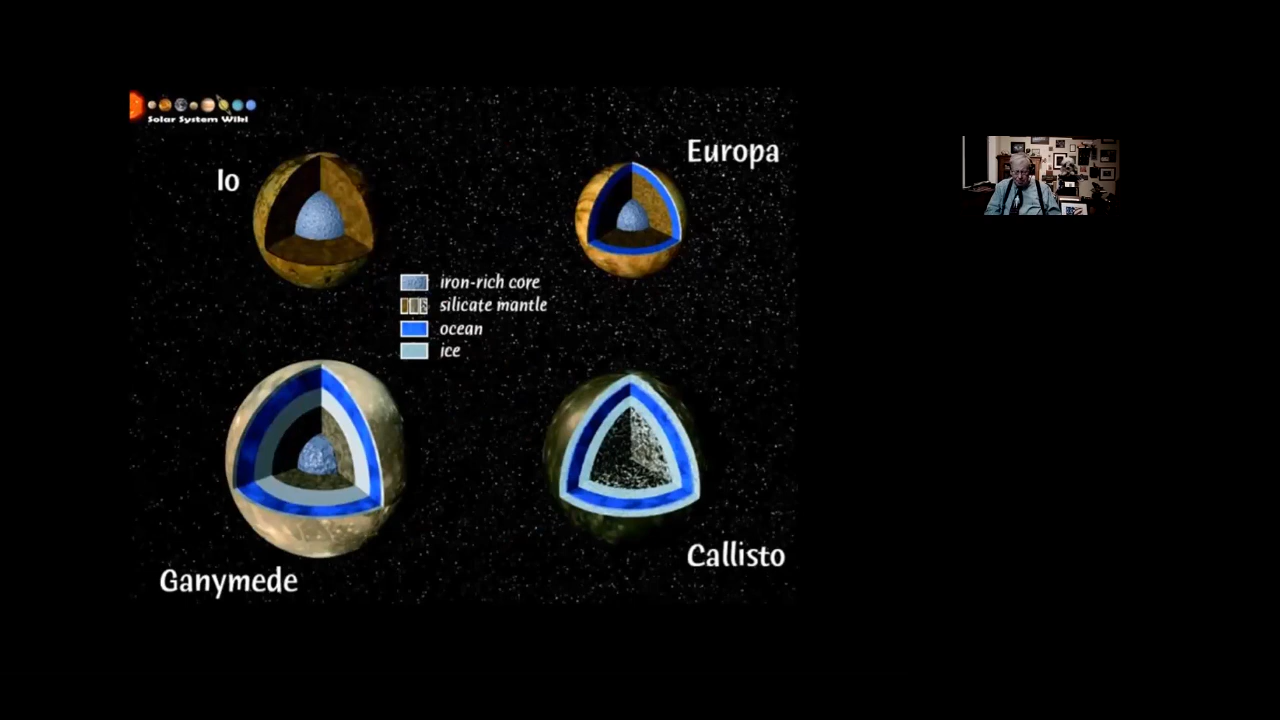 Solar System Wiki
Io
Europa
iron-rich core
silicate mantle
ocean
ice
Ganymede
Callisto